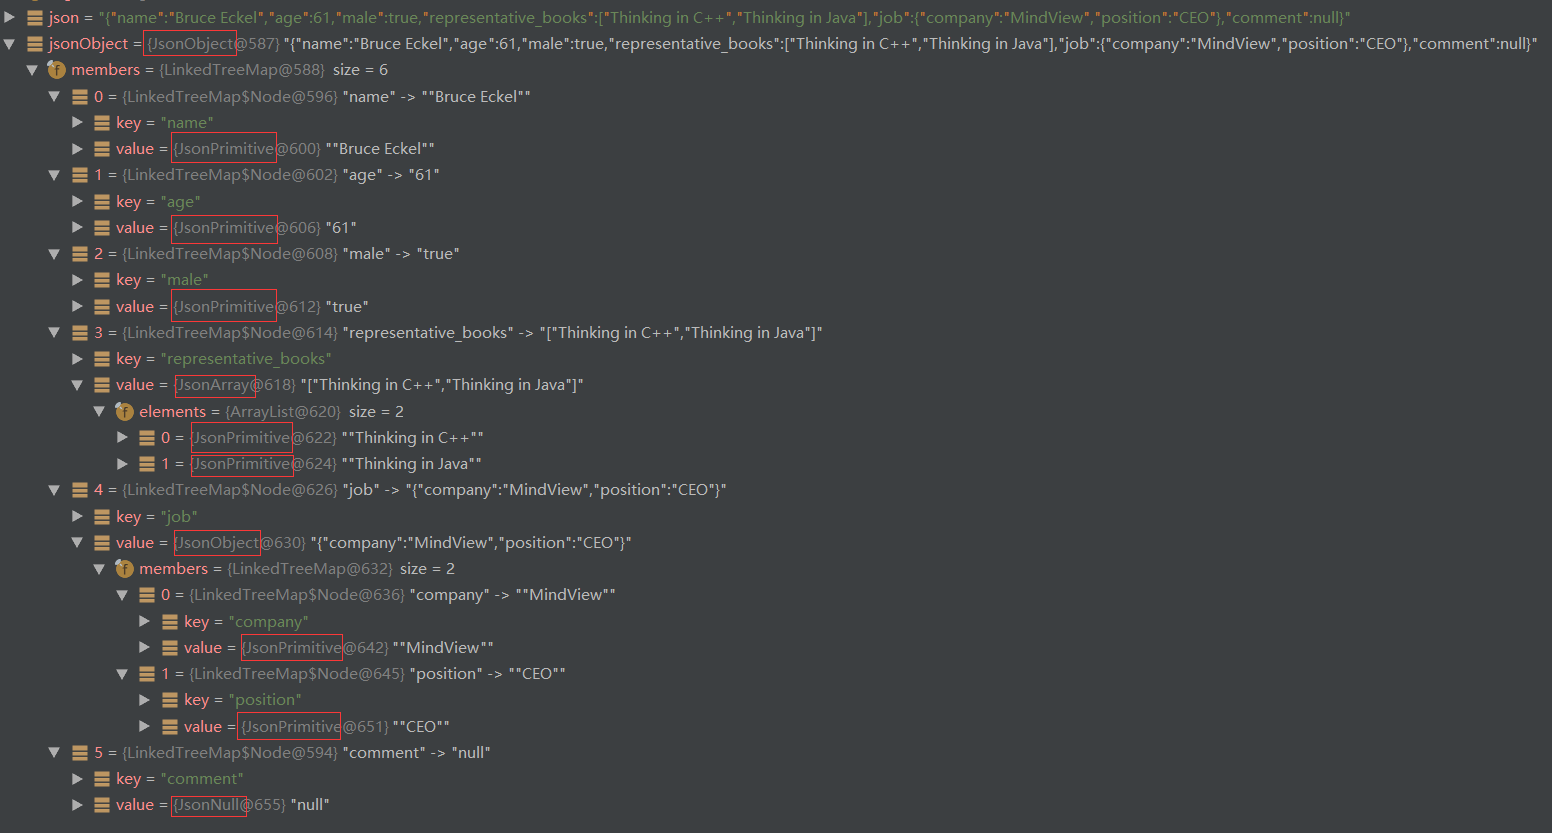 json = "{"name":"Bruce Eckel","age":61,"male":true,"representative_books":["Thinking in C++","Thinking in Java"],"job":{"company":"MindView","position":"CEO"},"comment":null}"
jsonObject = {JsonObject@587} "{"name":"Bruce Eckel","age":61,"male":true,"representative_books":["Thinking in C++","Thinking in Java"],"job":{"company":"MindView","position":"CEO"},"comment":null}"
f members = {LinkedTreeMap@588} size = 6
0 = {LinkedTreeMap$Node@596} "name" -> ""Bruce Eckel""
key = "name"
value = {JsonPrimitive@600} ""Bruce Eckel""
1 = {LinkedTreeMap$Node@602} "age" -> "61"
key = "age"
value = {JsonPrimitive@606} "61"
2 = {LinkedTreeMap$Node@608} "male" -> "true"
key = "male"
value = {JsonPrimitive@612} "true"
3 = {LinkedTreeMap$Node@614} "representative_books" -> "["Thinking in C++","Thinking in Java"]"
key = "representative_books"
value = {JsonArray@618} "["Thinking in C++","Thinking in Java"]"
f elements = {ArrayList@620} size = 2
0 = {JsonPrimitive@622} ""Thinking in C++""
1 = {JsonPrimitive@624} ""Thinking in Java""
4 = {LinkedTreeMap$Node@626} "job" -> "{"company":"MindView","position":"CEO"}"
key = "job"
value = {JsonObject@630} "{"company":"MindView","position":"CEO"}"
f members = {LinkedTreeMap@632} size = 2
0 = {LinkedTreeMap$Node@636} "company" -> ""MindView""
key = "company"
value = {JsonPrimitive@642} ""MindView""
1 = {LinkedTreeMap$Node@645} "position" -> ""CEO""
key = "position"
value = {JsonPrimitive@651} ""CEO""
5 = {LinkedTreeMap$Node@594} "comment" -> "null"
key = "comment"
value = {JsonNull@655} "null"